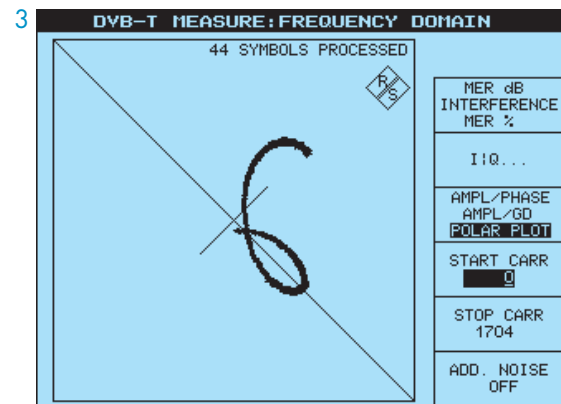 3
DVB-T MEASURE:FREQUENCY DOMAIN
44 SYMBOLS PROCESSED
R/S
MER dB
INTERFERENCE
MER %
I¦Q...
AMPL/PHASE
AMPL/GD
POLAR PLOT
START CARR
0
STOP CARR
1704
ADD. NOISE
OFF